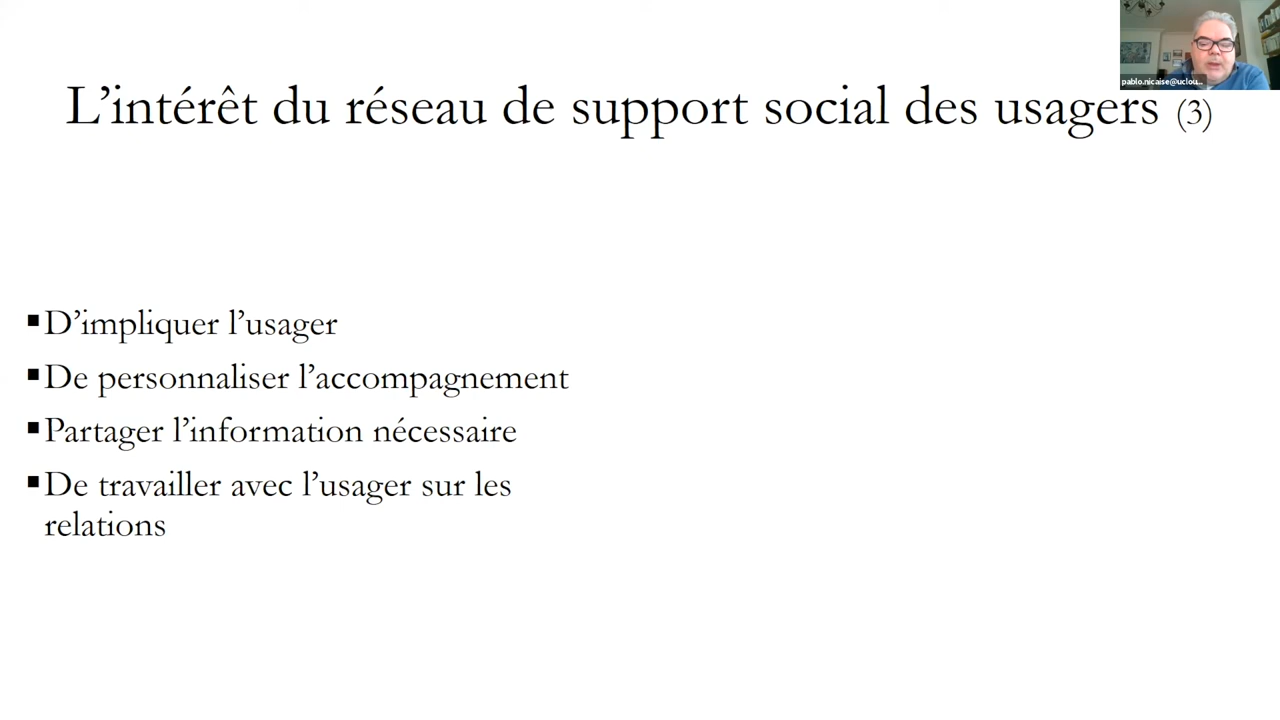 pablo.nicaise@uclou...
L’intérêt du réseau de support social des usagers (3)
▪D’impliquer l’usager
▪De personnaliser l’accompagnement
▪Partager l’information nécessaire
▪De travailler avec l’usager sur les
relations